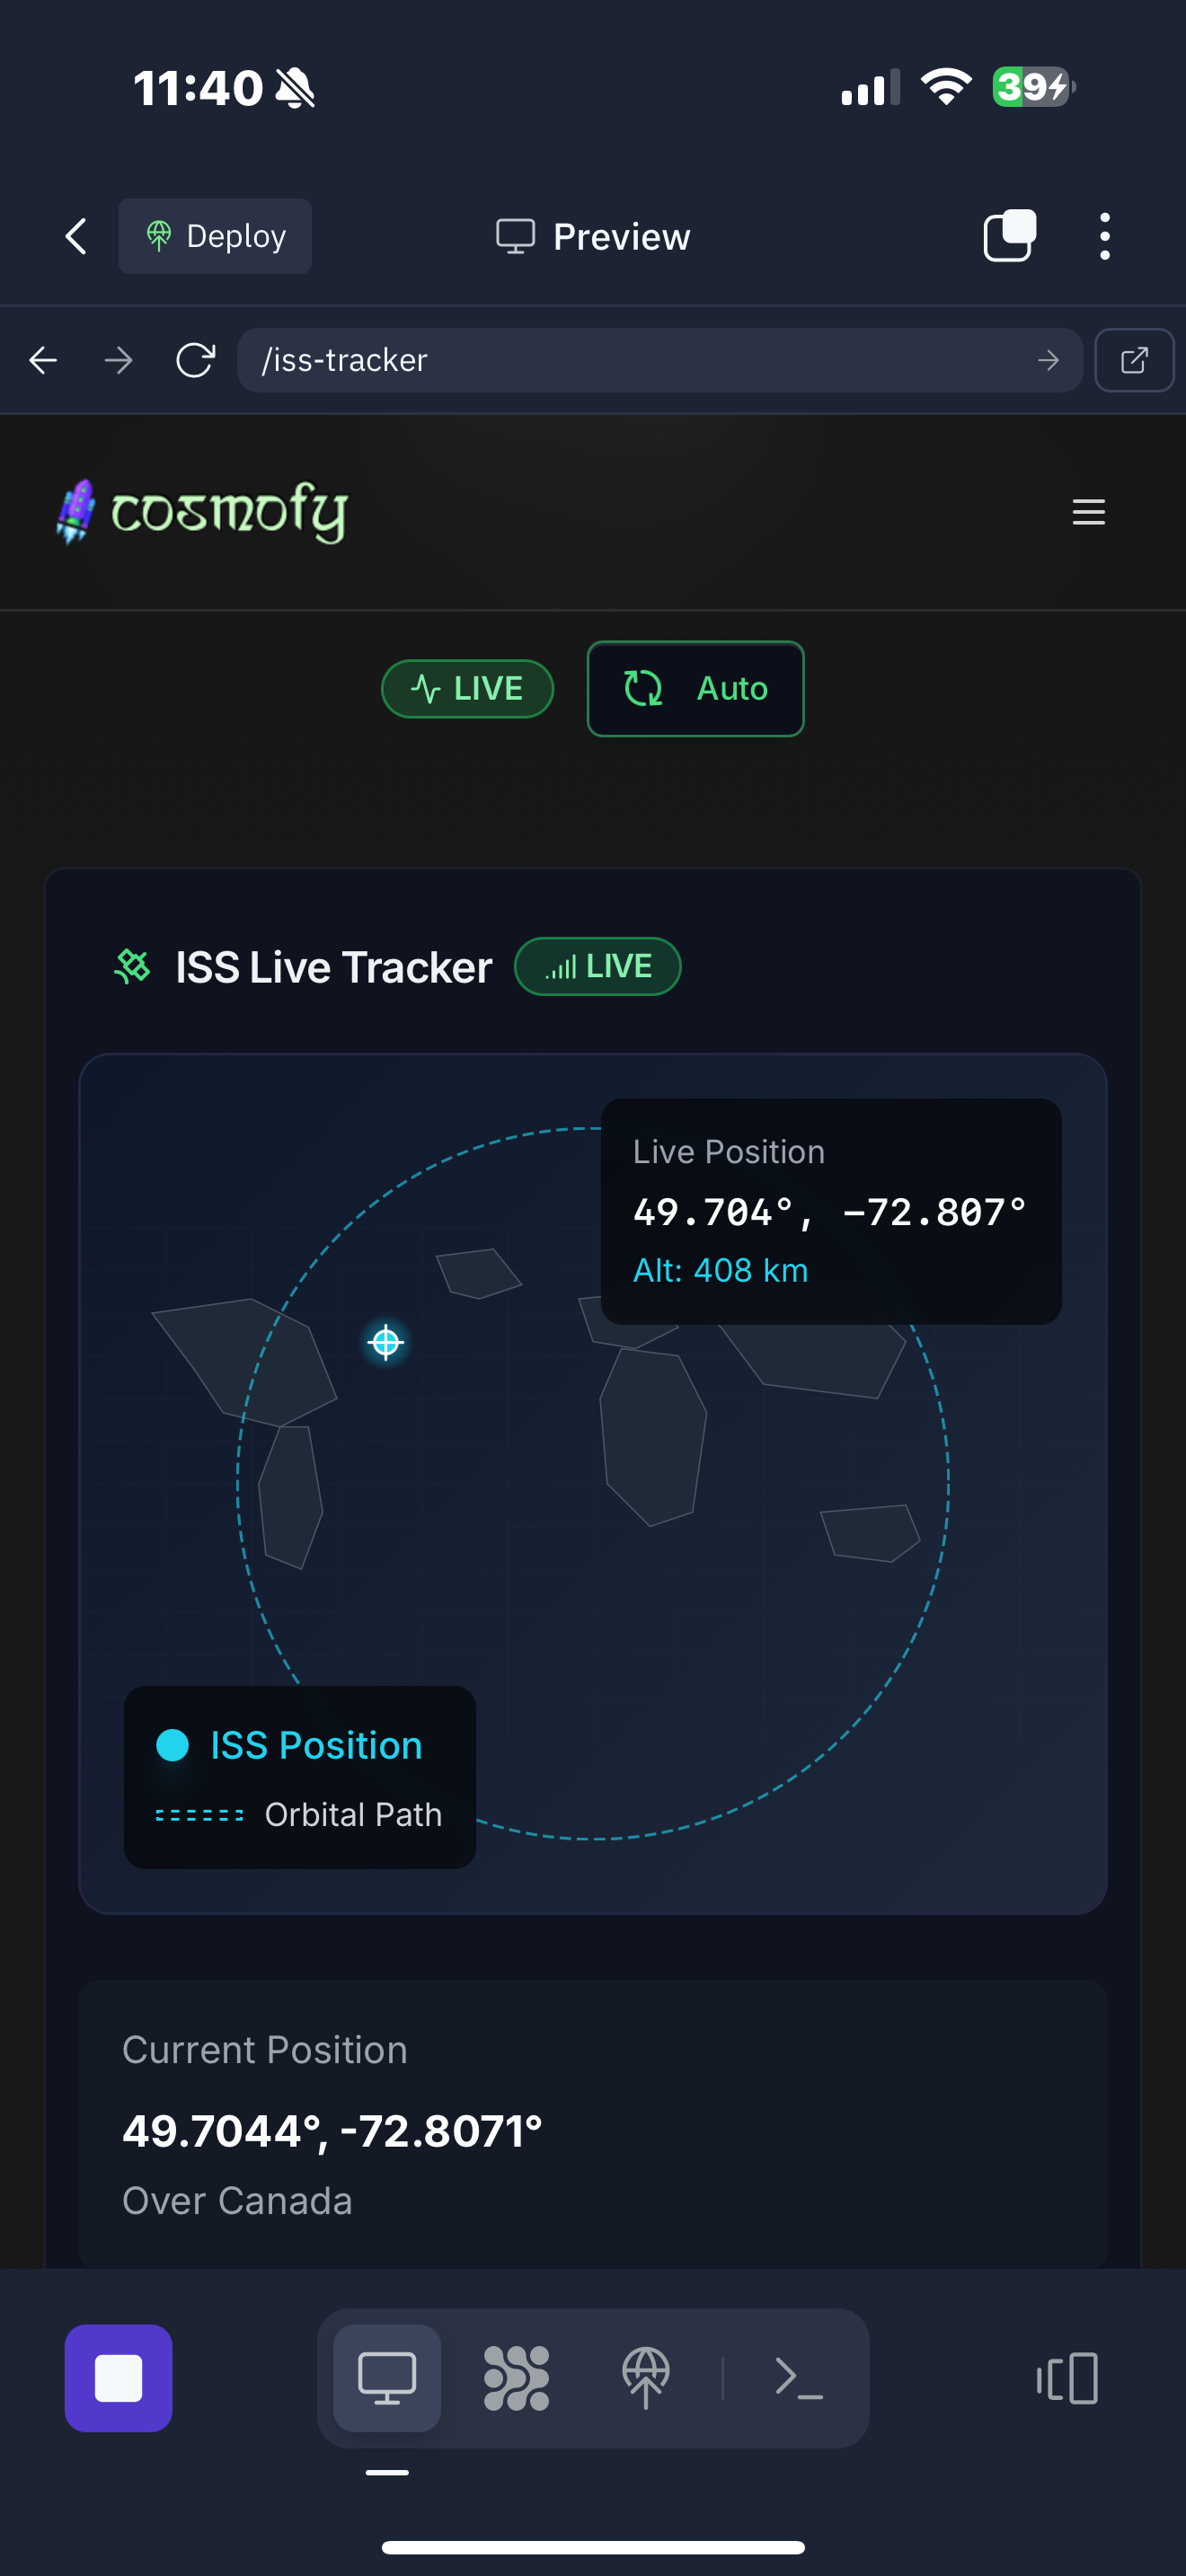 11:40
39
Deploy
Preview
/iss-tracker
cosmofy
LIVE
Auto
ISS Live Tracker
LIVE
Live Position
49.704°, -72.807°
Alt: 408 km
ISS Position
Orbital Path
Current Position
49.7044°, -72.8071°
Over Canada